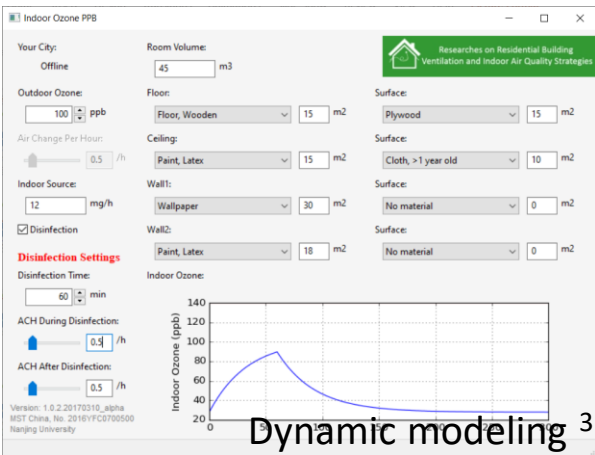 Indoor Ozone PPB
Your City:
Offline
Room Volume:
45 m3
Researches on Residential Building
Ventilation and Indoor Air Quality Strategies
Outdoor Ozone:
100 ppb
Floor:
Floor, Wooden 15 m2
Surface:
Plywood 15 m2
Air Change Per Hour:
0.5 /h
Ceiling:
Paint, Latex 15 m2
Surface:
Cloth, >1 year old 10 m2
Indoor Source:
12 mg/h
Wall1:
Wallpaper 30 m2
Surface:
No material 0 m2
Disinfection
Wall2:
Paint, Latex 18 m2
Surface:
No material 0 m2
Disinfection Settings
Disinfection Time:
60 min
Indoor Ozone:
ACH During Disinfection:
0.5 /h
ACH After Disinfection:
0.5 /h
Version: 1.0.2.20170310_alpha
MST China, No. 2016YFC0700500
Nanjing University
Indoor Ozone (ppb)
140
120
100
80
60
40
20
0
Dynamic modeling 3